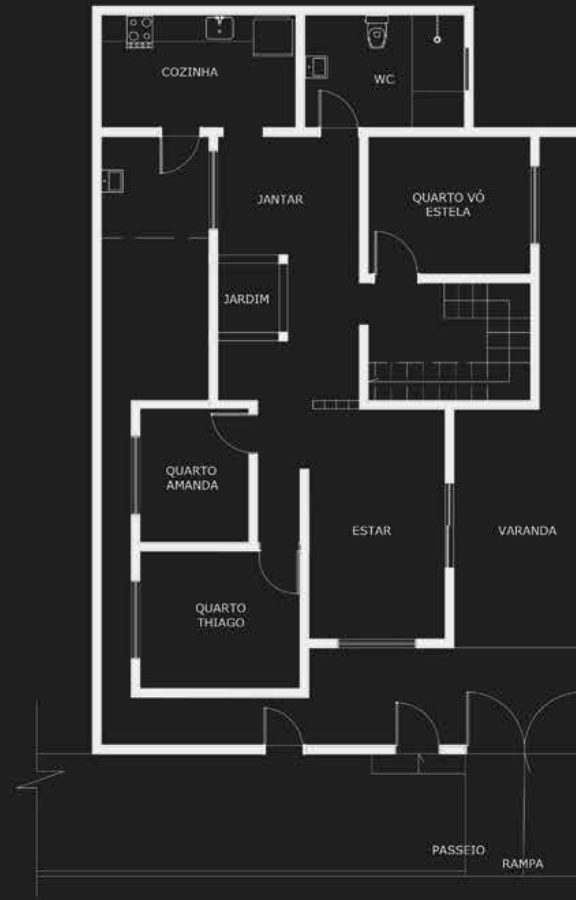 COZINHA
WC
JANTAR
QUARTO VÓ
ESTELA
JARDIM
QUARTO
AMANDA
ESTAR
VARANDA
QUARTO
THIAGO
PASSEIO
RAMPA